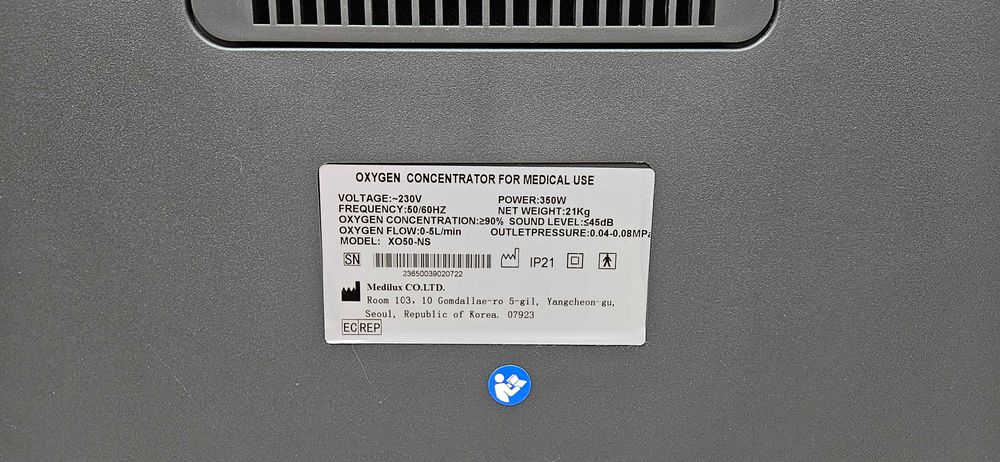 OXYGEN CONCENTRATOR FOR MEDICAL USE
VOLTAGE:~230V POWER:350W
FREQUENCY:50/60HZ NET WEIGHT:21Kg
OXYGEN CONCENTRATION:≥90% SOUND LEVEL:≤45dB
OXYGEN FLOW:0-5L/min OUTLETPRESSURE:0.04-0.08MPa
MODEL: XO50-NS
SN IP21
23650039020722
Medilux CO.LTD.
Room 103, 10 Gomdallae-ro 5-gil, Yangcheon-gu,
Seoul, Republic of Korea. 07923
EC REP